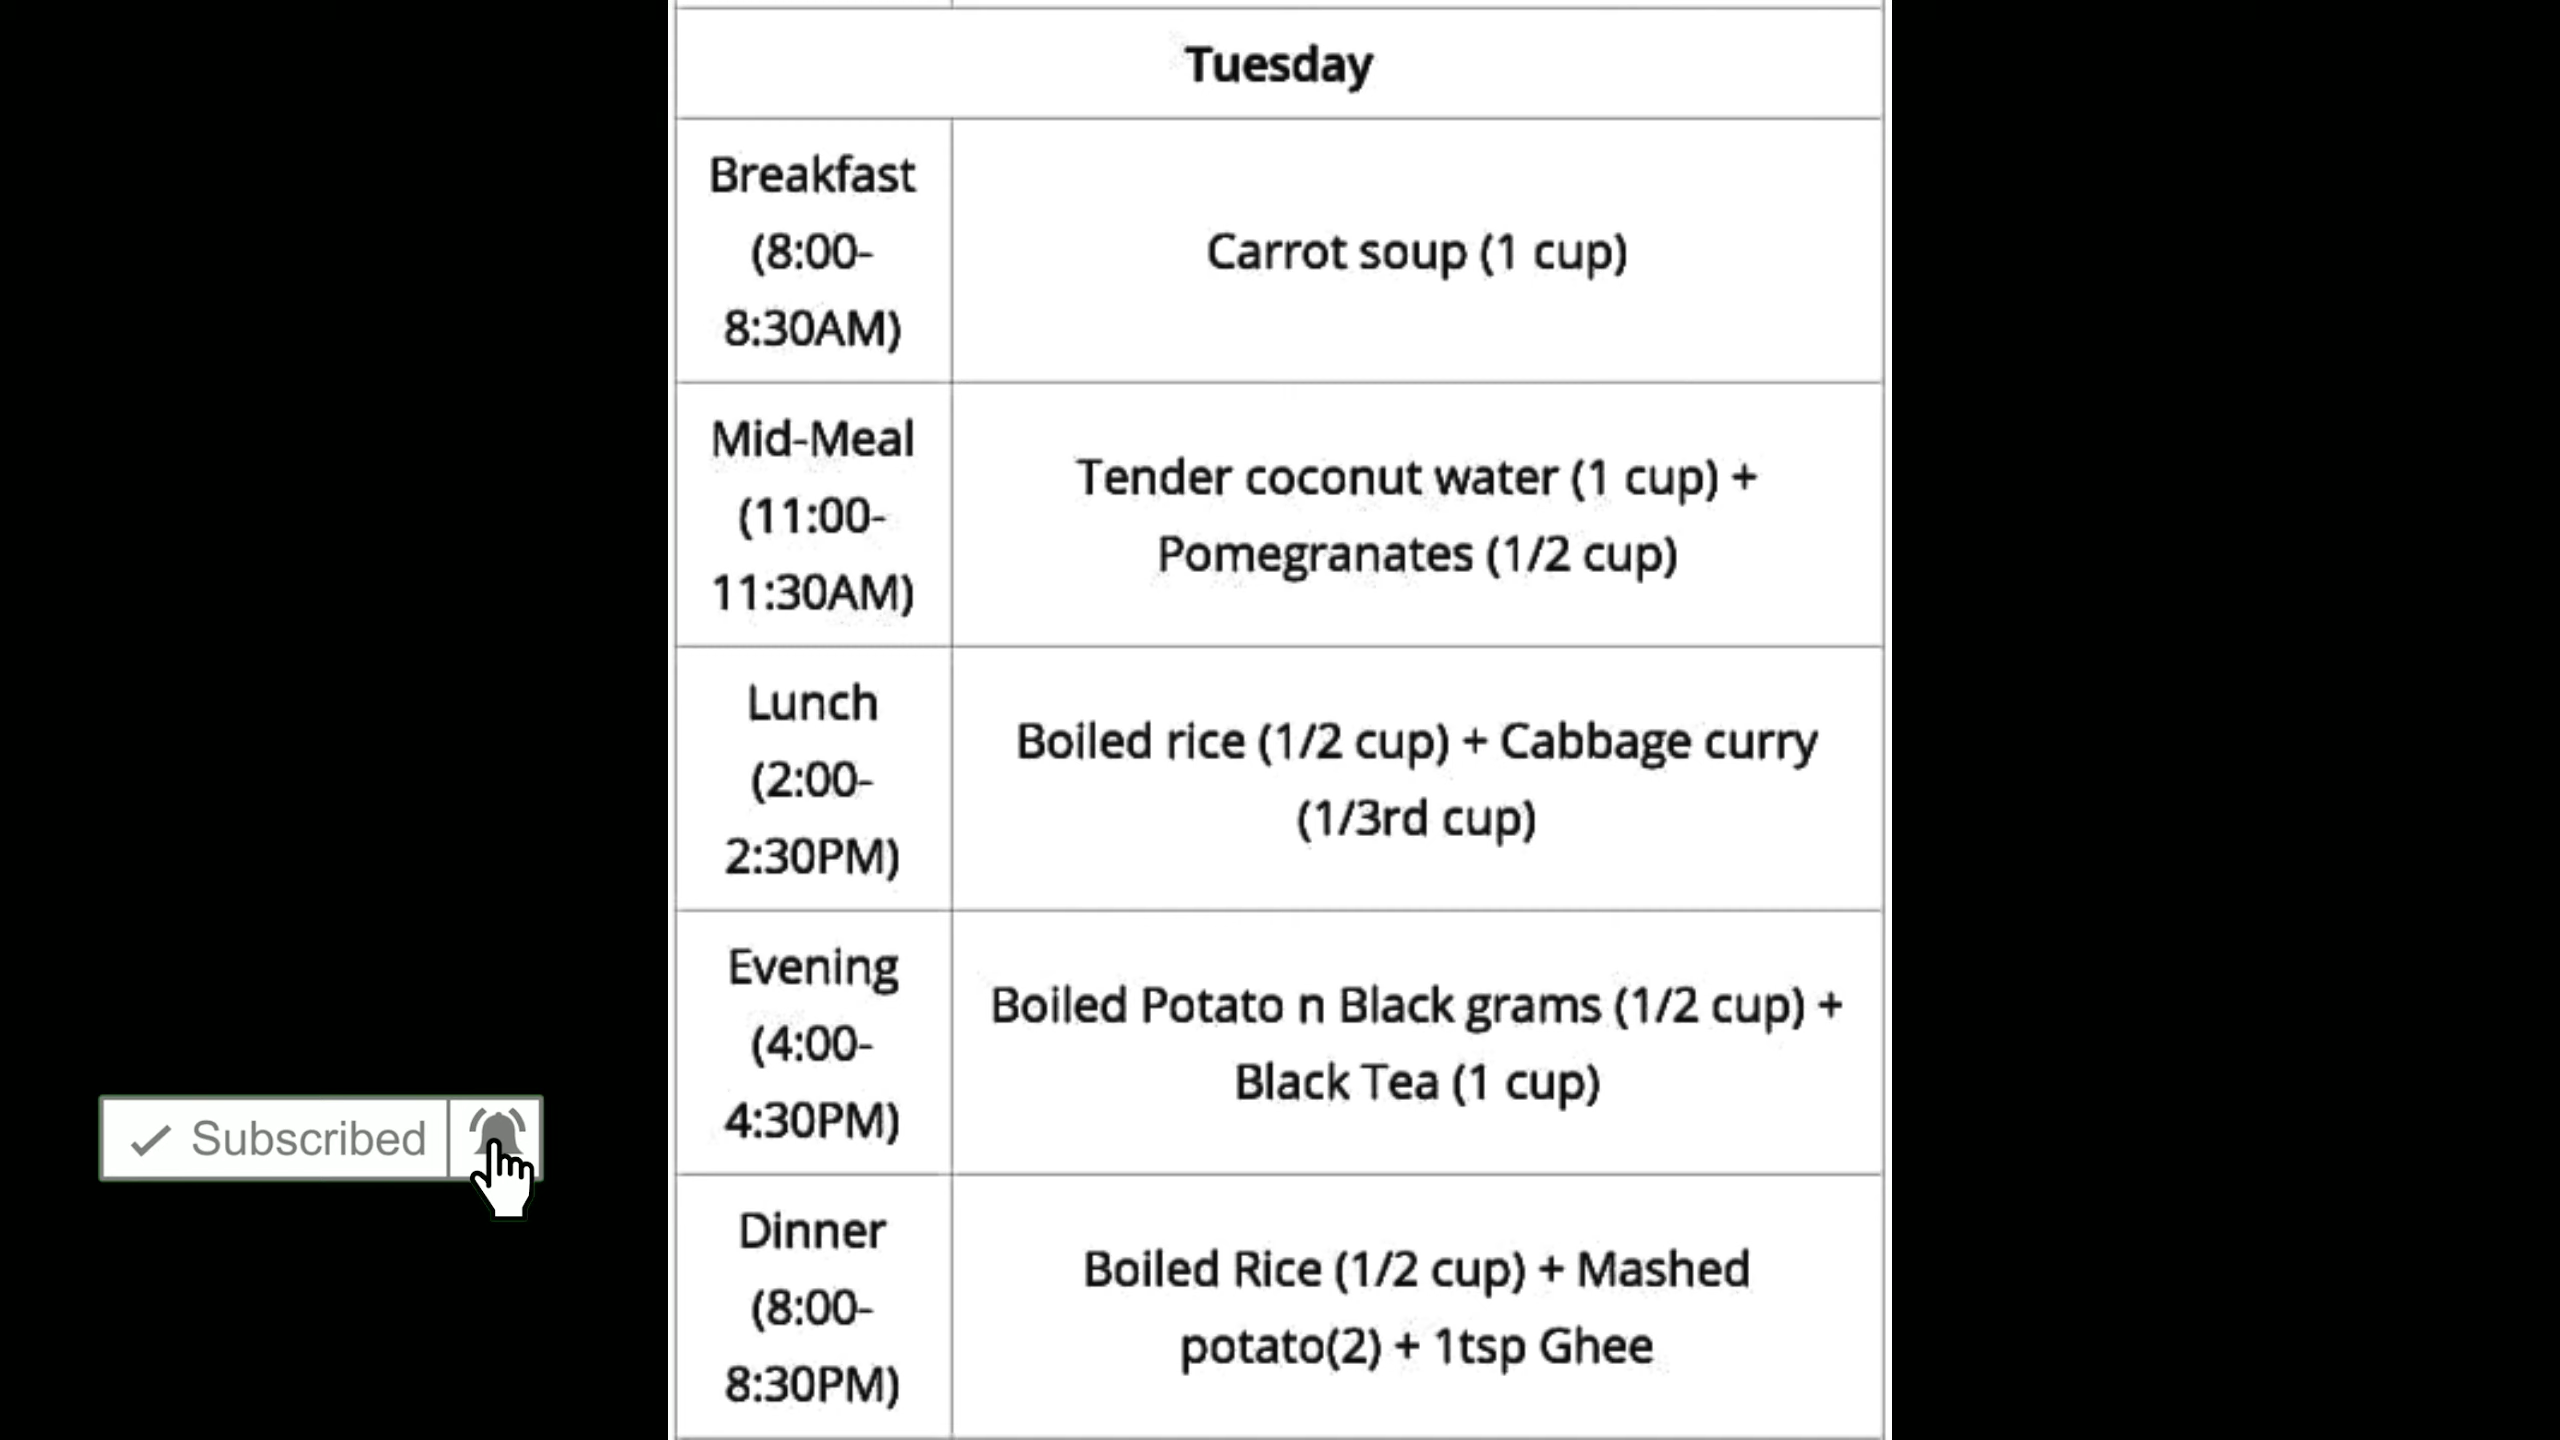 Tuesday
Breakfast
(8:00-
8:30AM)
Carrot soup (1 cup)
Mid-Meal
(11:00-
11:30AM)
Tender coconut water (1 cup) +
Pomegranates (1/2 cup)
Lunch
(2:00-
2:30PM)
Boiled rice (1/2 cup) + Cabbage curry
(1/3rd cup)
Evening
(4:00-
4:30PM)
Boiled Potato n Black grams (1/2 cup) +
Black Tea (1 cup)
Dinner
(8:00-
8:30PM)
Boiled Rice (1/2 cup) + Mashed
potato(2) + 1tsp Ghee
Subscribed